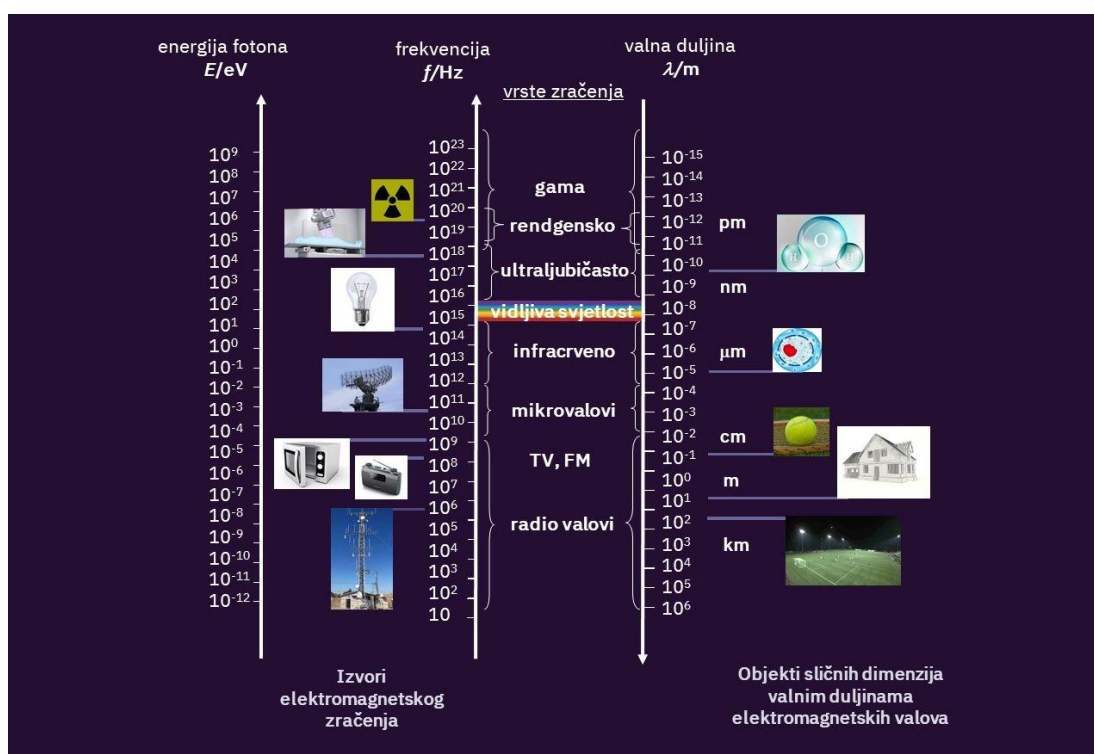 energija fotona
E/eV
frekvencija
f/Hz
valna duljina
λ/m
vrste zračenja
10⁹
10⁸
10⁷
10⁶
10⁵
10⁴
10³
10²
10¹
10⁰
10⁻¹
10⁻²
10⁻³
10⁻⁴
10⁻⁵
10⁻⁶
10⁻⁷
10⁻⁸
10⁻⁹
10⁻¹⁰
10⁻¹¹
10⁻¹²
10²³
10²²
10²¹
10²⁰
10¹⁹
10¹⁸
10¹⁷
10¹⁶
10¹⁵
10¹⁴
10¹³
10¹²
10¹¹
10¹⁰
10⁹
10⁸
10⁷
10⁶
10⁵
10⁴
10³
10²
10
gama
rendgensko
ultraljubičasto
vidljiva svjetlost
infracrveno
mikrovalovi
TV, FM
radio valovi
10⁻¹⁵
10⁻¹⁴
10⁻¹³
10⁻¹²
10⁻¹¹
10⁻¹⁰
10⁻⁹
10⁻⁸
10⁻⁷
10⁻⁶
10⁻⁵
10⁻⁴
10⁻³
10⁻²
10⁻¹
10⁰
10¹
10²
10³
10⁴
10⁵
10⁶
pm
nm
μm
cm
m
km
O
H
H
Izvori
elektromagnetskog
zračenja
Objekti sličnih dimenzija
valnim duljinama
elektromagnetskih valova